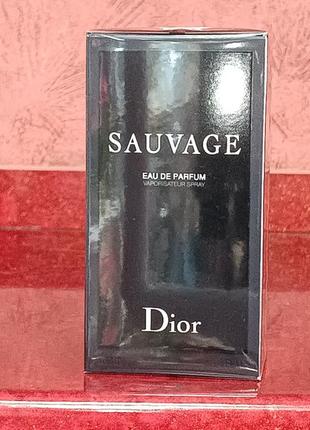 SAUVAGE
EAU DE PARFUM
VAPORISATEUR SPRAY
Dior